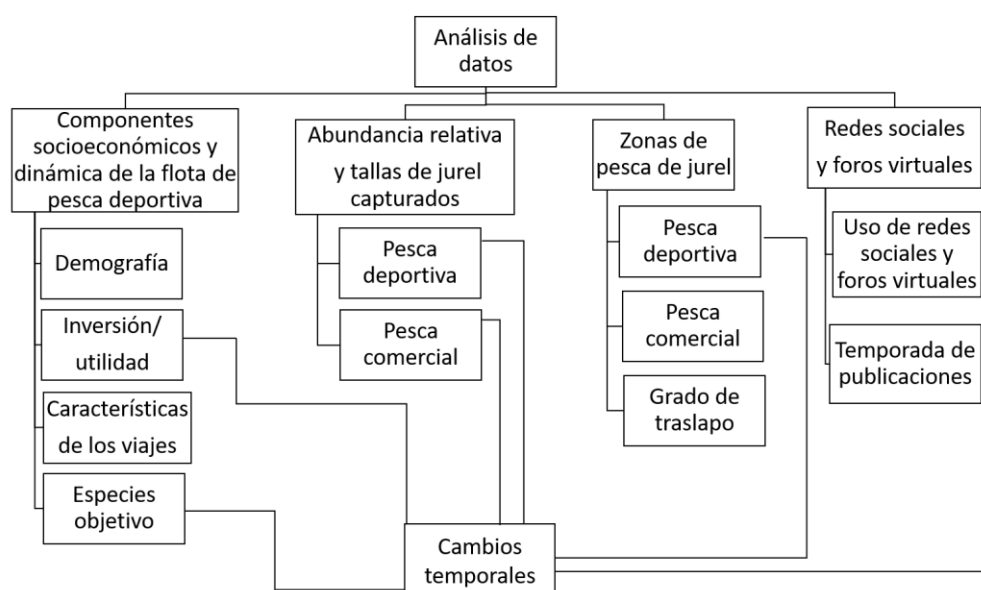 Análisis de
datos
Componentes
socioeconómicos y
dinámica de la flota de
pesca deportiva
Demografía
Inversión/
utilidad
Características
de los viajes
Especies
objetivo
Abundancia relativa
y tallas de jurel
capturados
Pesca
deportiva
Pesca
comercial
Zonas de
pesca de jurel
Pesca
deportiva
Pesca
comercial
Grado de
traslapo
Redes sociales
y foros virtuales
Uso de redes
sociales y
foros virtuales
Temporada de
publicaciones
Cambios
temporales